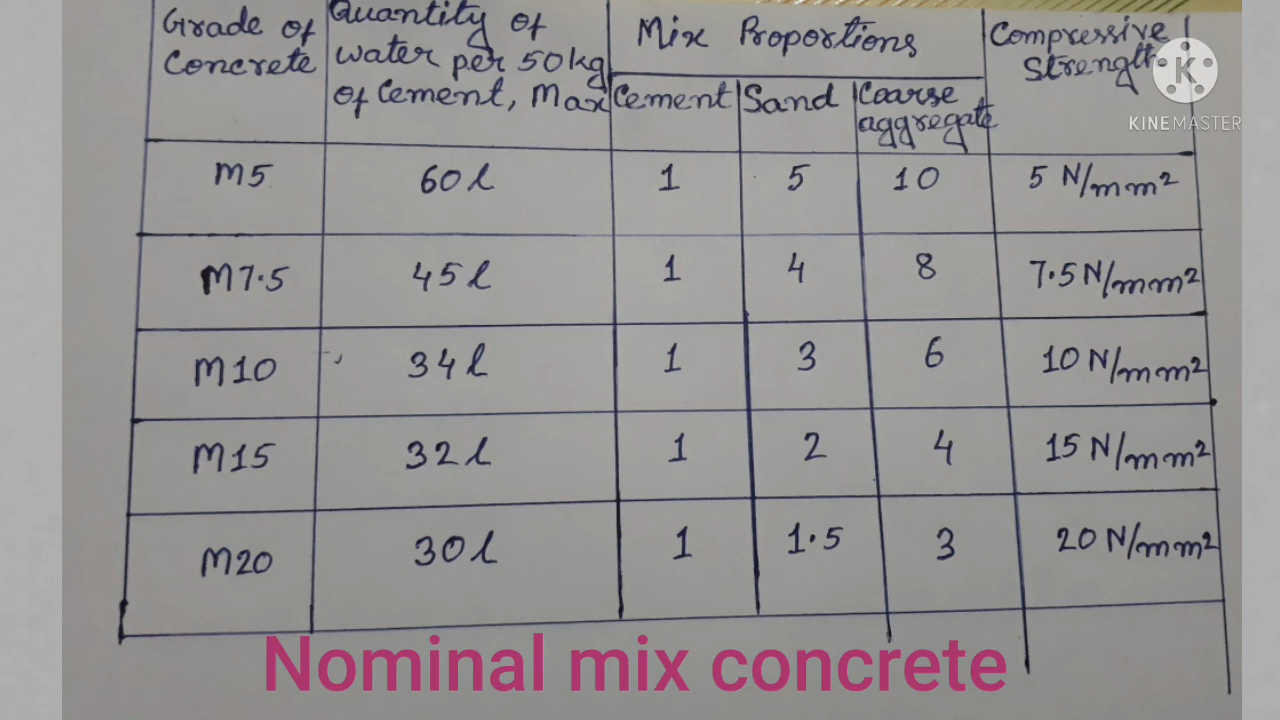 Grade of
Concrete
Quantity of
water per 50kg
of Cement, Max
Mix Proportions
Cement
Sand
Coarse
aggregate
Compressive
Strength
K
KINEMASTER
M5 60 l 1 5 10 5 N/mm²
M7.5 45 l 1 4 8 7.5 N/mm²
M10 34 l 1 3 6 10 N/mm²
M15 32 l 1 2 4 15 N/mm²
M20 30 l 1 1.5 3 20 N/mm²
Nominal mix concrete